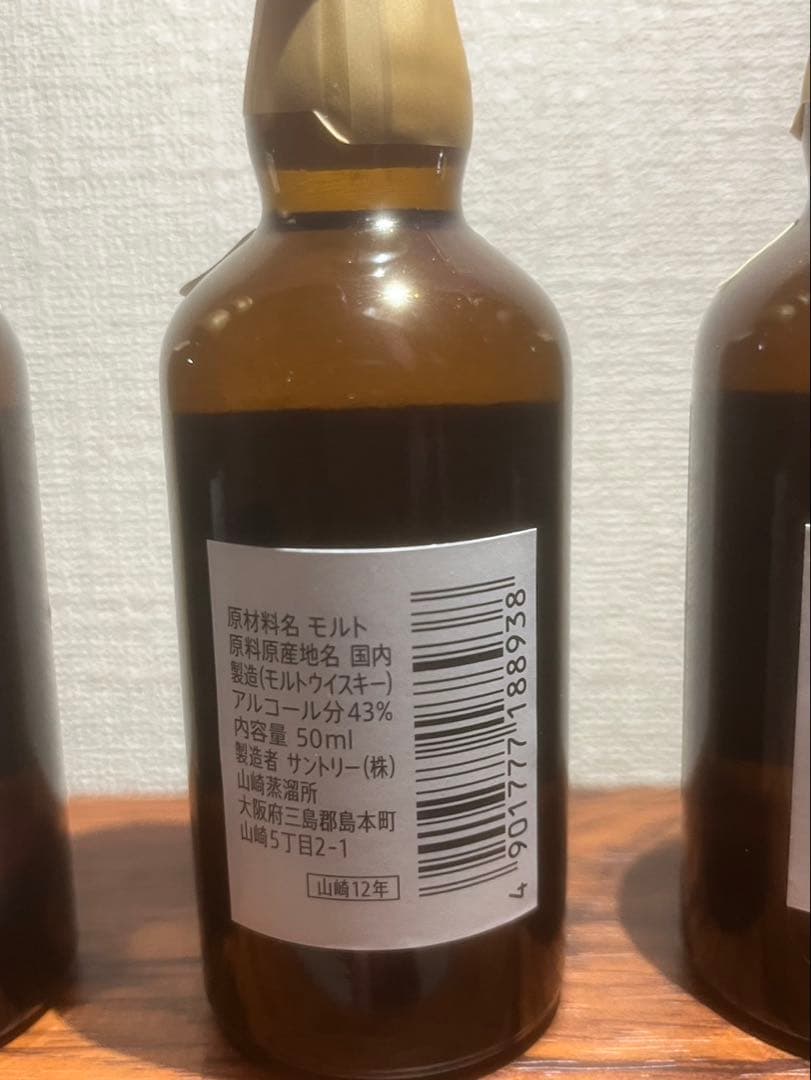 原材料名 モルト
原料原産地名 国内
製造(モルトウイスキー)
アルコール分43%
内容量 50ml
製造者 サントリー(株)
山崎蒸溜所
大阪府三島郡島本町
山崎5丁目2-1
山崎12年
4 901777 188938